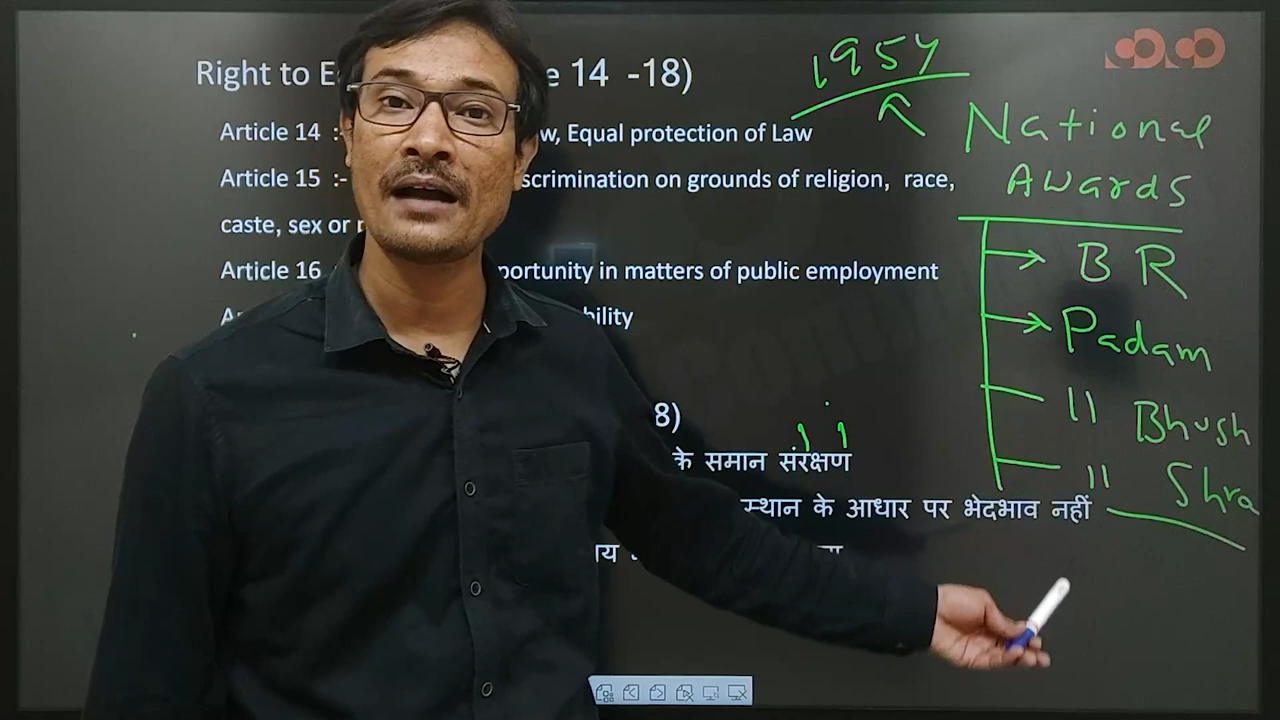 Right to E e 14 -18)
Article 14 :- w, Equal protection of Law
Article 15 :- scrimination on grounds of religion, race,
caste, sex or
Article 16 portunity in matters of public employment
bility
8)
के समान संरक्षण
स्थान के आधार पर भेदभाव नहीं
1954
National
Awards
B R
Padam
" Bhush
" Shra